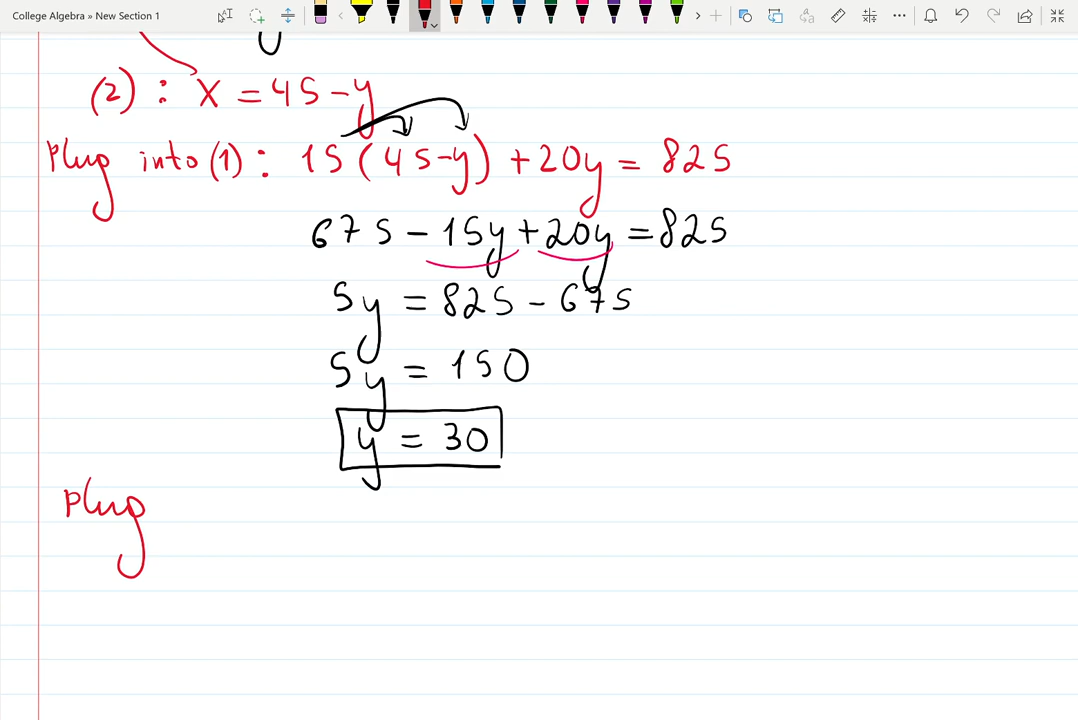 College Algebra » New Section 1
(2) : x = 45 - y
Plug into (1) : 15 (45-y) + 20y = 825
675 - 15y + 20y = 825
5y = 825 - 675
5y = 150
y = 30
Plug